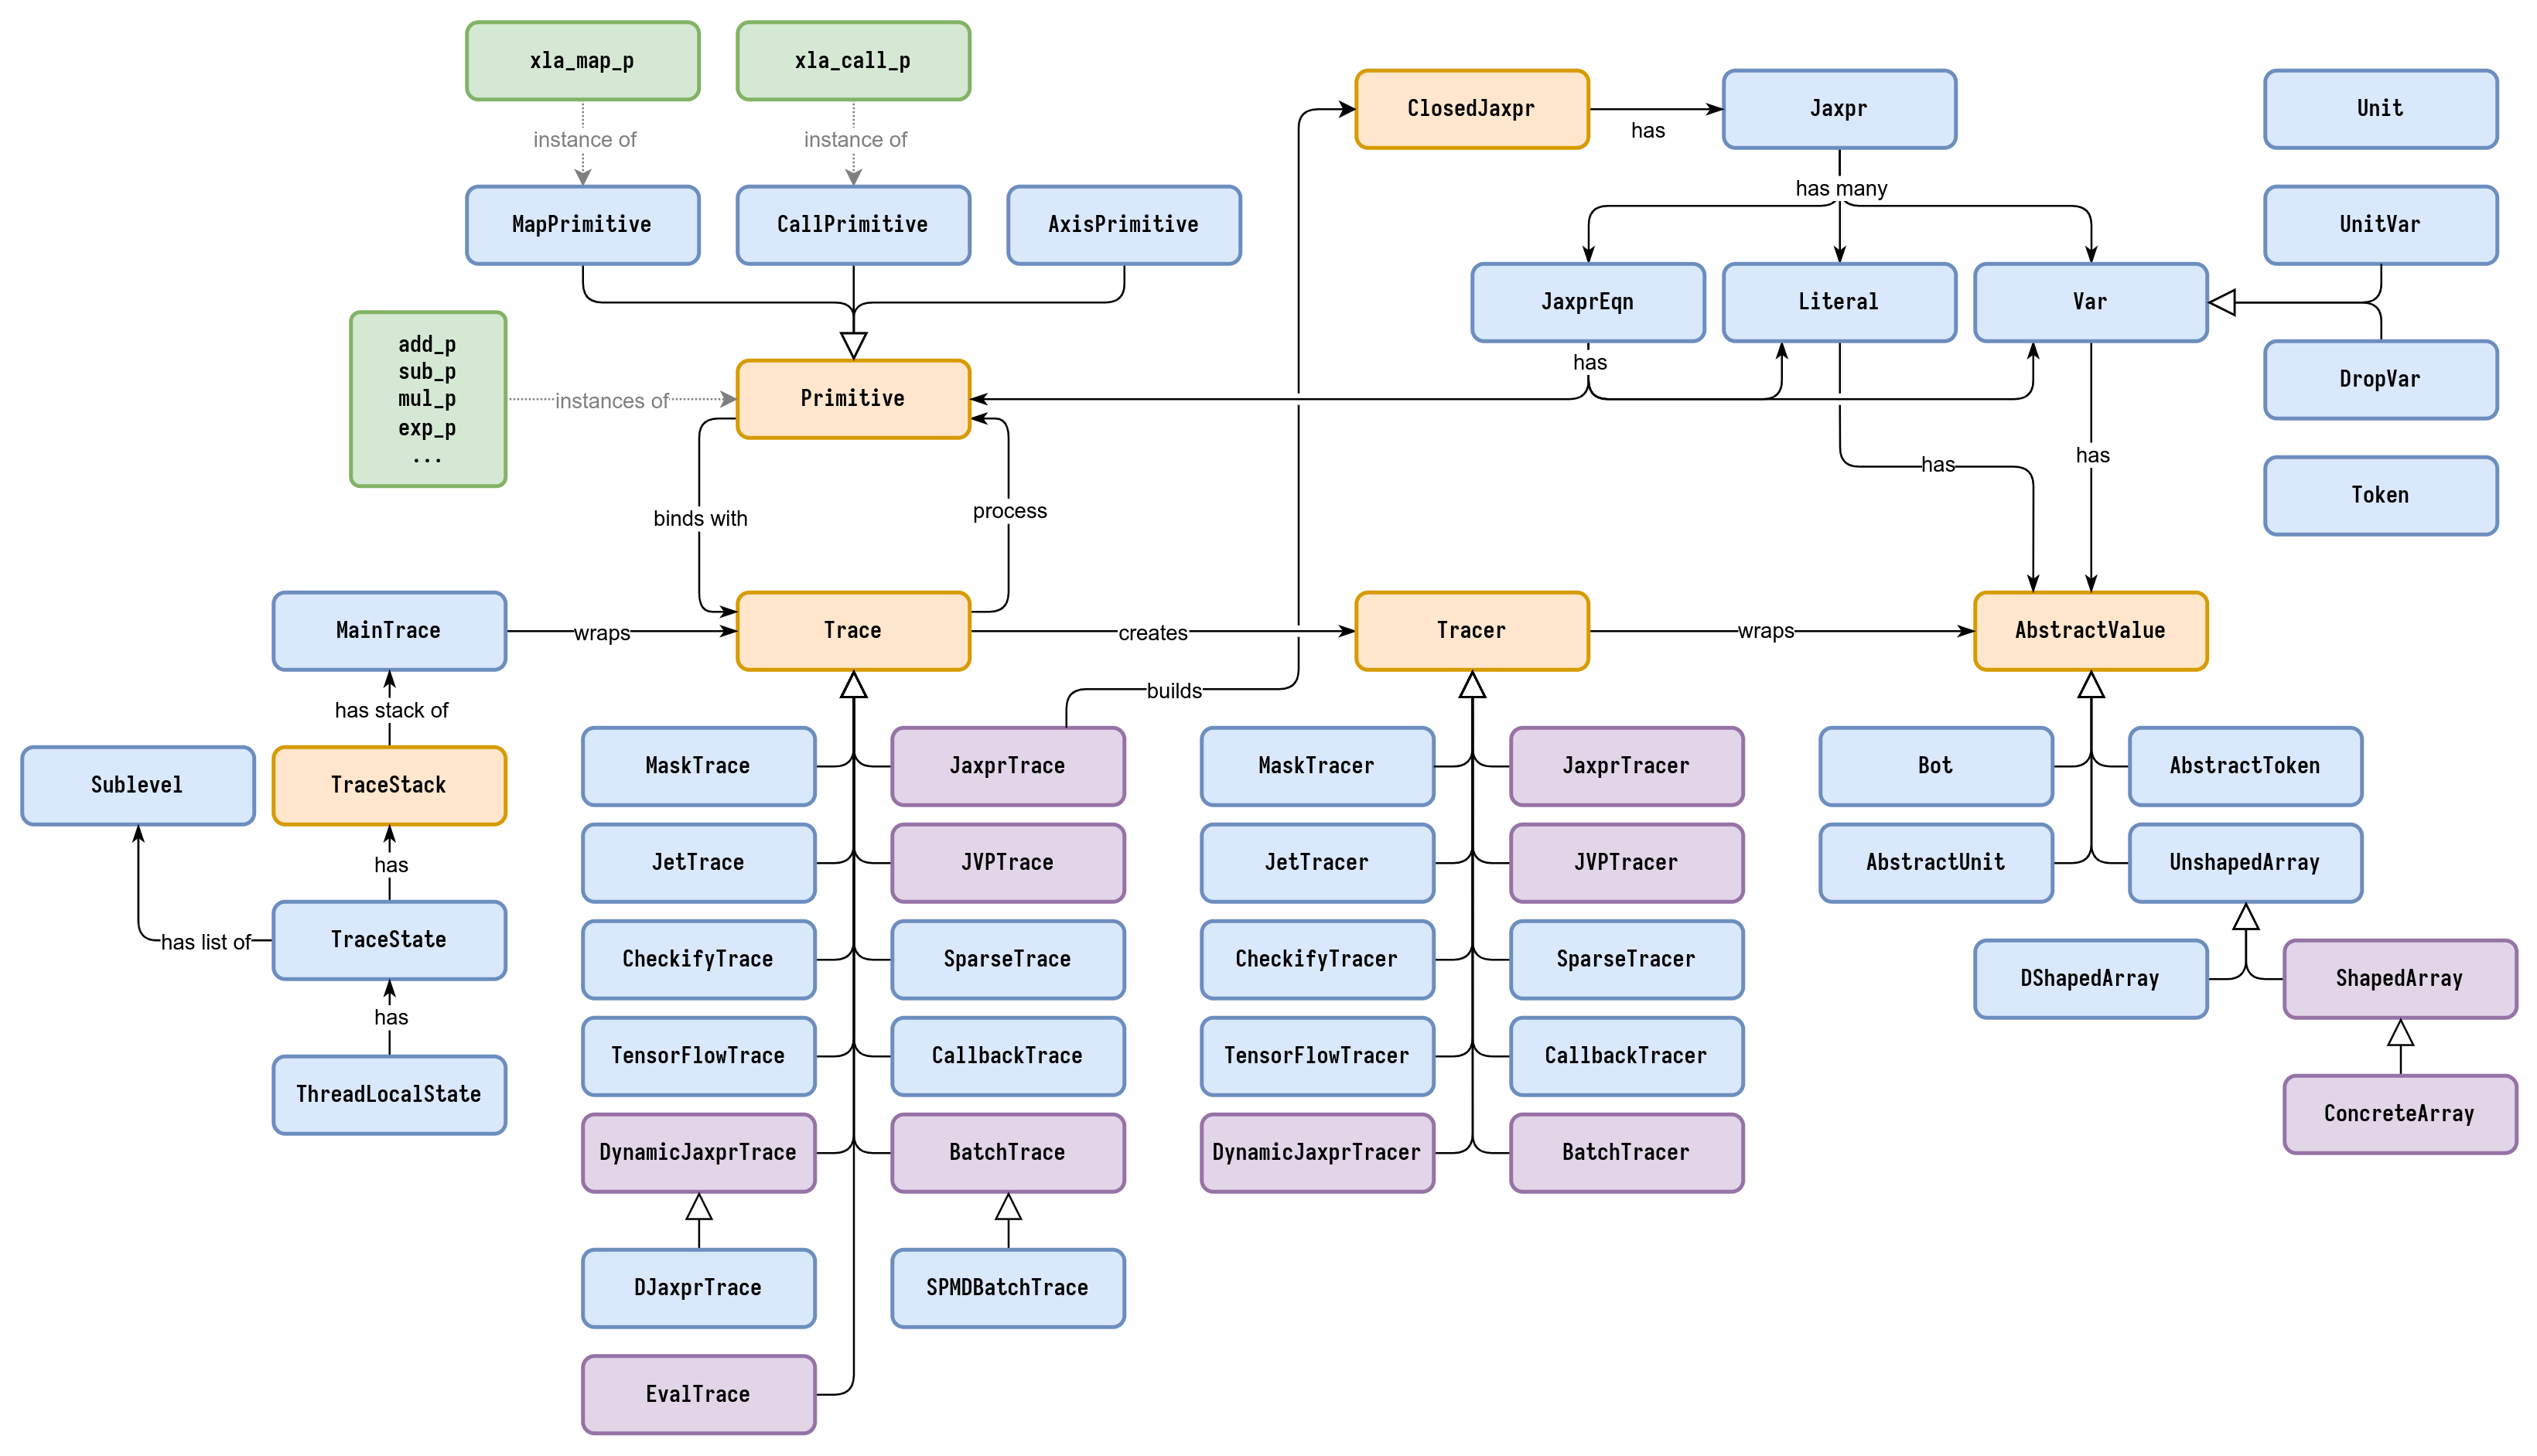 xla_map_p
xla_call_p
instance of
instance of
MapPrimitive
CallPrimitive
AxisPrimitive
add_p
sub_p
mul_p
exp_p
...
instances of
Primitive
binds with
process
ClosedJaxpr
has
Jaxpr
has many
JaxprEqn
Literal
Var
has
has
has
Unit
UnitVar
DropVar
Token
MainTrace
wraps
Trace
creates
Tracer
wraps
AbstractValue
has stack of
builds
Sublevel
TraceStack
has
has list of
TraceState
has
ThreadLocalState
MaskTrace
JaxprTrace
JetTrace
JVPTrace
CheckifyTrace
SparseTrace
TensorFlowTrace
CallbackTrace
DynamicJaxprTrace
BatchTrace
DJaxprTrace
SPMDBatchTrace
EvalTrace
MaskTracer
JaxprTracer
JetTracer
JVPTracer
CheckifyTracer
SparseTracer
TensorFlowTracer
CallbackTracer
DynamicJaxprTracer
BatchTracer
Bot
AbstractToken
AbstractUnit
UnshapedArray
DShapedArray
ShapedArray
ConcreteArray